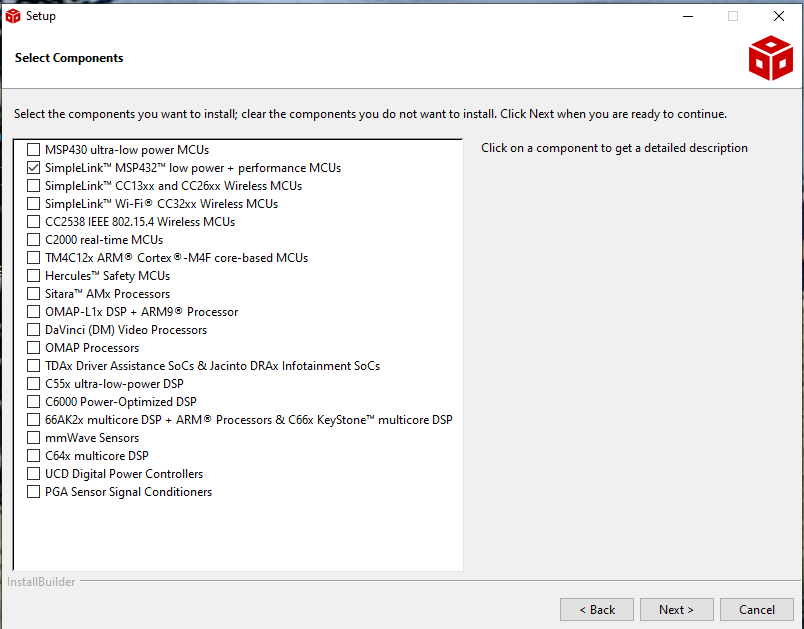 Setup
Select Components
Select the components you want to install; clear the components you do not want to install. Click Next when you are ready to continue.
MSP430 ultra-low power MCUs
SimpleLink™ MSP432™ low power + performance MCUs
SimpleLink™ CC13xx and CC26xx Wireless MCUs
SimpleLink™ Wi-Fi® CC32xx Wireless MCUs
CC2538 IEEE 802.15.4 Wireless MCUs
C2000 real-time MCUs
TM4C12x ARM® Cortex®-M4F core-based MCUs
Hercules™ Safety MCUs
Sitara™ AMx Processors
OMAP-L1x DSP + ARM9® Processor
DaVinci (DM) Video Processors
OMAP Processors
TDAx Driver Assistance SoCs & Jacinto DRAx Infotainment SoCs
C55x ultra-low-power DSP
C6000 Power-Optimized DSP
66AK2x multicore DSP + ARM® Processors & C66x KeyStone™ multicore DSP
mmWave Sensors
C64x multicore DSP
UCD Digital Power Controllers
PGA Sensor Signal Conditioners
Click on a component to get a detailed description
InstallBuilder
< Back
Next >
Cancel